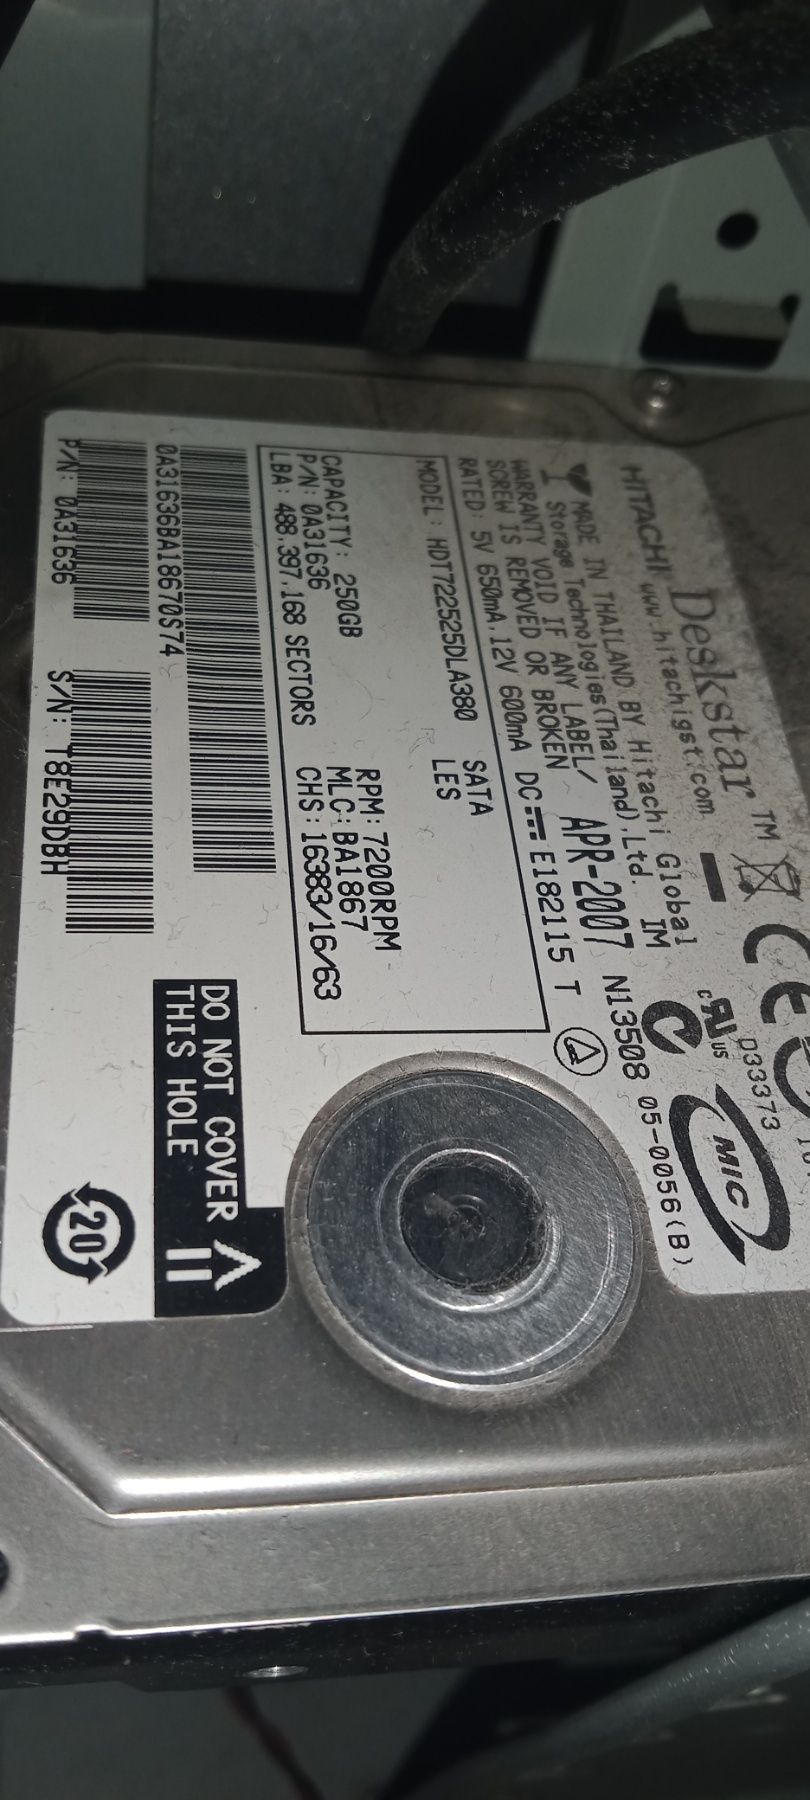 HITACHI Deskstar™
www.hitachigst.com
MADE IN THAILAND BY Hitachi Global
Storage Technologies(Thailand),Ltd. IM
WARRANTY VOID IF ANY LABEL/
SCREW IS REMOVED OR BROKEN
APR-2007
N13508
RATED: 5V 650mA, 12V 600mA DC
E182115 T
MODEL: HDT722525DLA380 SATA
LES
CAPACITY: 250GB
RPM: 7200RPM
P/N: 0A31636
MLC: BA1867
LBA: 488,397,168 SECTORS
CHS: 16383/16/63
0A31636BA18670S74
P/N: 0A31636
S/N: T8E29DBH
DO NOT COVER
THIS HOLE
20
CE
c US
D33373
MIC
05-0056(B)